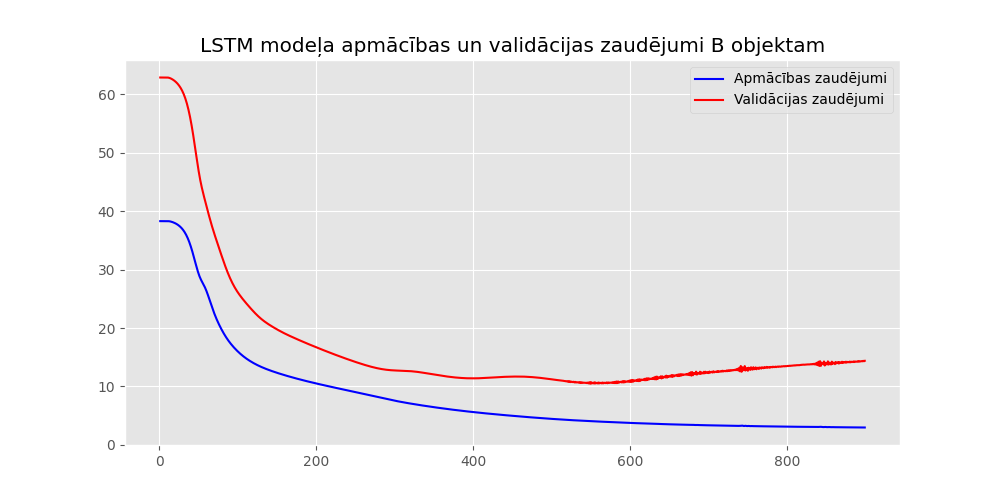 LSTM modeļa apmācības un validācijas zaudējumi B objektam
Apmācības zaudējumi
Validācijas zaudējumi
60
50
40
30
20
10
0
0 200 400 600 800